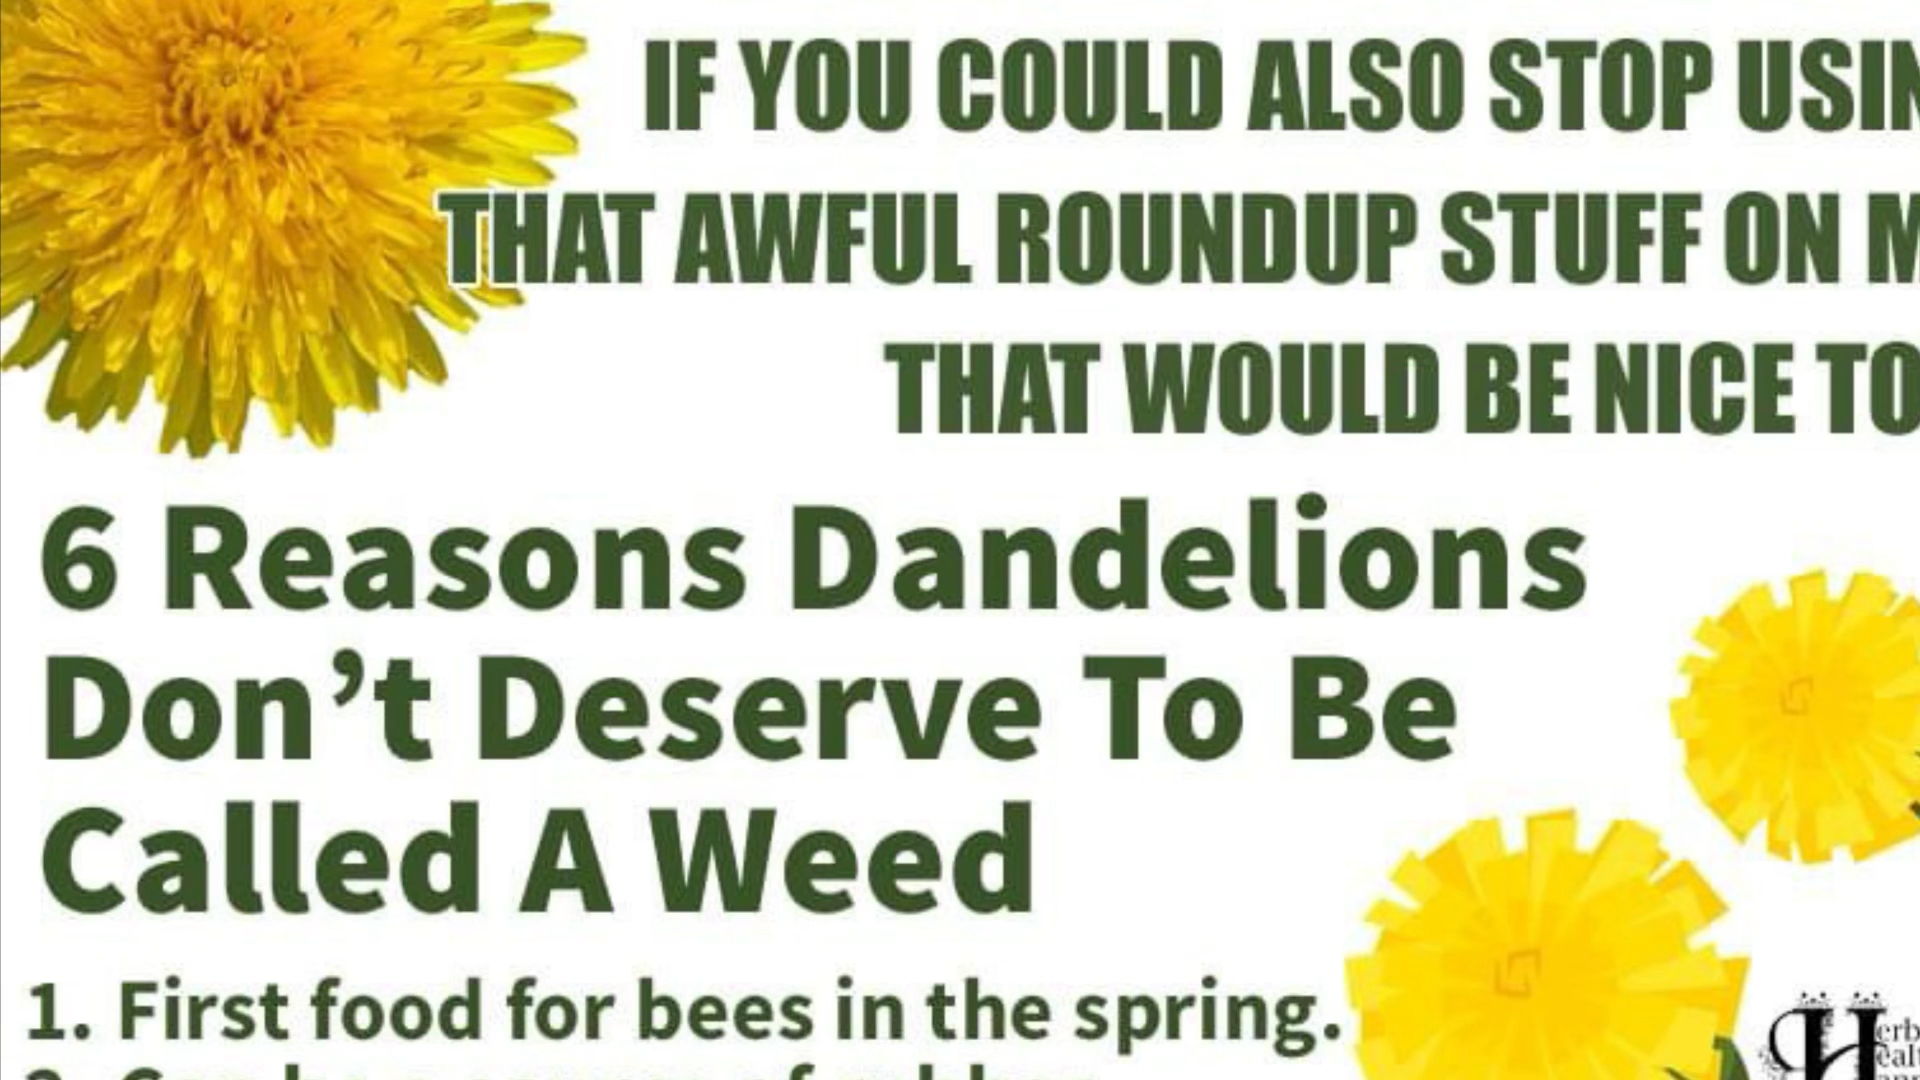 IF YOU COULD ALSO STOP USIN
THAT AWFUL ROUNDUP STUFF ON M
THAT WOULD BE NICE TO
6 Reasons Dandelions
Don’t Deserve To Be
Called A Weed
1. First food for bees in the spring.